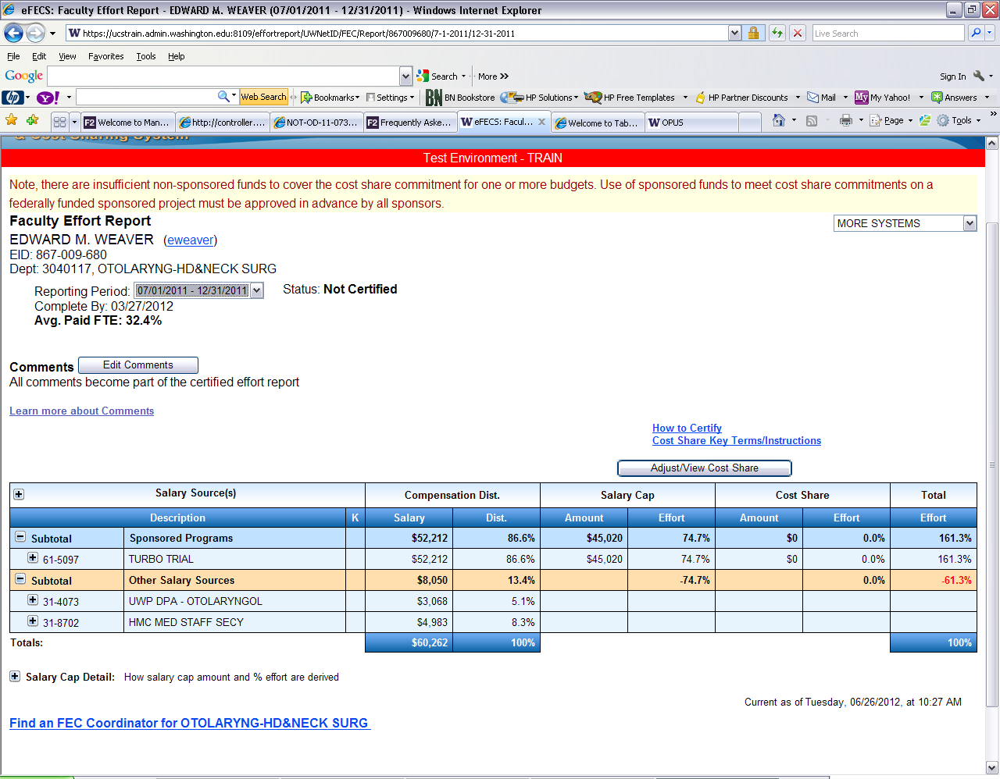 eFECS: Faculty Effort Report - EDWARD M. WEAVER (07/01/2011 - 12/31/2011) - Windows Internet Explorer
https://ucstrain.admin.washington.edu:8109/effortreport/UWNetID/FEC/Report/867009680/7-1-2011/12-31-2011
Live Search
File Edit View Favorites Tools Help
Google Search More >> Sign In
hp Y! Web Search Bookmarks Settings BN BN Bookstore HP Solutions HP Free Templates HP Partner Discounts Mail My My Yahoo! Answers
F2 Welcome to Man... http://controller.... NOT-OD-11-073... F2 Frequently Aske... W eFECS: Facul... Welcome to Tab... W OPUS Page Tools
& Cost Sharing System
Test Environment - TRAIN
Note, there are insufficient non-sponsored funds to cover the cost share commitment for one or more budgets. Use of sponsored funds to meet cost share commitments on a
federally funded sponsored project must be approved in advance by all sponsors.
Faculty Effort Report
MORE SYSTEMS
EDWARD M. WEAVER (eweaver)
EID: 867-009-680
Dept: 3040117, OTOLARYNG-HD&NECK SURG
Reporting Period: 07/01/2011 - 12/31/2011 Status: Not Certified
Complete By: 03/27/2012
Avg. Paid FTE: 32.4%
Comments Edit Comments
All comments become part of the certified effort report
Learn more about Comments
How to Certify
Cost Share Key Terms/Instructions
Adjust/View Cost Share
Salary Source(s) Compensation Dist. Salary Cap Cost Share Total
Description K Salary Dist. Amount Effort Amount Effort Effort
Subtotal Sponsored Programs $52,212 86.6% $45,020 74.7% $0 0.0% 161.3%
61-5097 TURBO TRIAL $52,212 86.6% $45,020 74.7% $0 0.0% 161.3%
Subtotal Other Salary Sources $8,050 13.4% -74.7% 0.0% -61.3%
31-4073 UWP DPA - OTOLARYNGOL $3,068 5.1%
31-8702 HMC MED STAFF SECY $4,983 8.3%
Totals: $60,262 100% 100%
Salary Cap Detail: How salary cap amount and % effort are derived
Current as of Tuesday, 06/26/2012, at 10:27 AM
Find an FEC Coordinator for OTOLARYNG-HD&NECK SURG